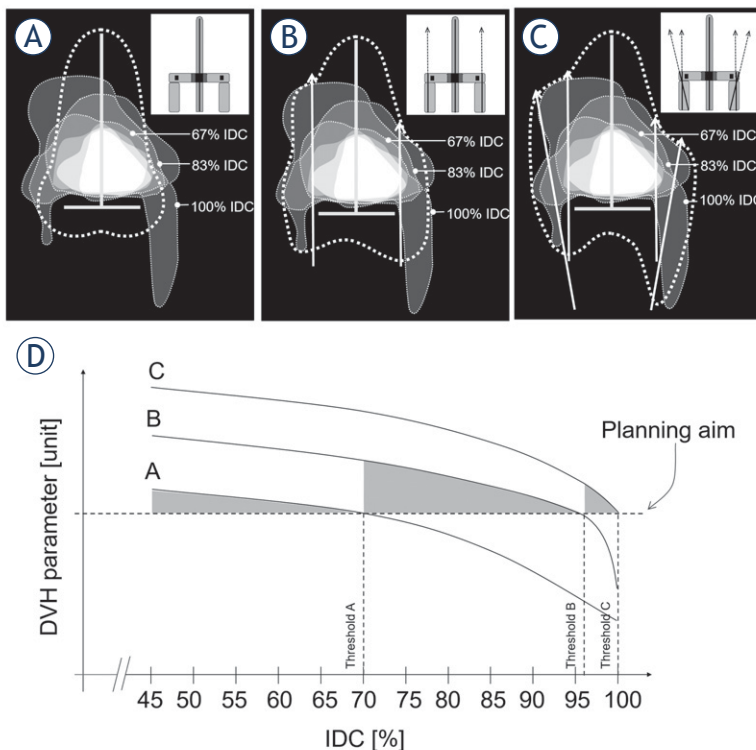 A
67% IDC
83% IDC
100% IDC
B
67% IDC
83% IDC
100% IDC
C
67% IDC
83% IDC
100% IDC
D
C
B
A
Planning aim
DVH parameter [unit]
Threshold A
Threshold B
Threshold C
45 50 55 60 65 70 75 80 85 90 95 100
IDC [%]